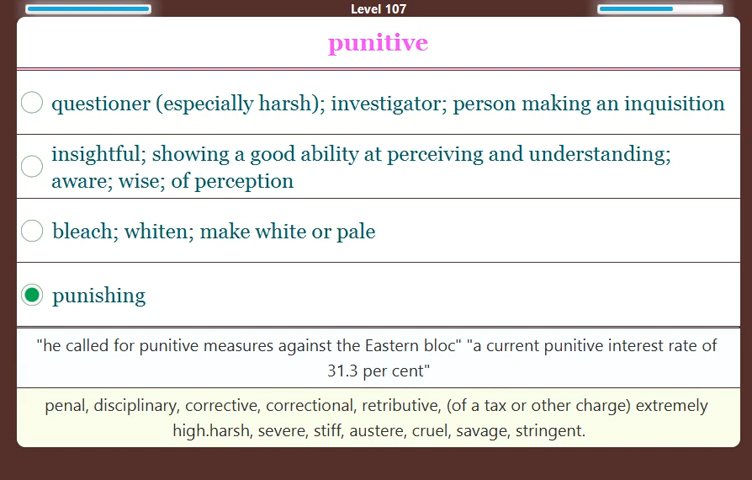 Level 107
punitive
questioner (especially harsh); investigator; person making an inquisition
insightful; showing a good ability at perceiving and understanding;
aware; wise; of perception
bleach; whiten; make white or pale
punishing
"he called for punitive measures against the Eastern bloc" "a current punitive interest rate of
31.3 per cent"
penal, disciplinary, corrective, correctional, retributive, (of a tax or other charge) extremely
high.harsh, severe, stiff, austere, cruel, savage, stringent.